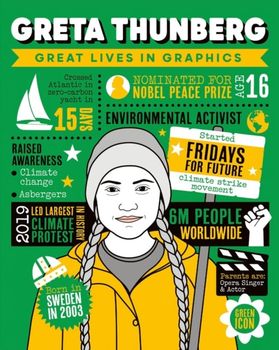 GRETA THUNBERG
GREAT LIVES IN GRAPHICS
Crossed
Atlantic in
zero-carbon
yacht in
15 DAYS
NOMINATED FOR
NOBEL PEACE PRIZE
AGE 16
ENVIRONMENTAL ACTIVIST
RAISED
AWARENESS
• Climate
change
• Asbergers
Started
FRIDAYS
FOR FUTURE
climate strike
movement
2019
LED LARGEST
CLIMATE
PROTEST
IN HISTORY
6M PEOPLE
WORLDWIDE
Parents are:
Opera Singer
& Actor
Born in
SWEDEN
IN 2003
GREEN
ICON